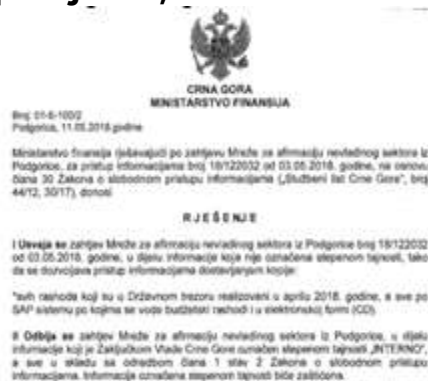 CRNA GORA
MINISTARSTVO FINANSIJA
Broj: 01-6-100/2
Podgorica, 11.05.2018.godine
Ministarstvo finansija rješavajući po zahtjevu Mreže za afirmaciju nevladinog sektora iz
Podgorice, za pristup informacijama broj 18/122032 od 03.05.2018. godine, na osnovu
člana 30 Zakona o slobodnom pristupu informacijama („Službeni list Crne Gore", broj
44/12, 30/17), donosi
RJEŠENJE
I Usvaja se zahtjev Mreže za afirmaciju nevladinog sektora iz Podgorice broj 18/122032
od 03.05.2018. godine, u dijelu informacije koja nije označena stepenom tajnosti, tako
da se dozvoljava pristup informacijama dostavljanjem kopije:
*svih rashoda koji su u Državnom trezoru realizovani u aprilu 2018. godine, a sve po
SAP sistemu po kojima se vode budžetski rashodi i u elektronskoj formi (CD).
II Odbija se zahtjev Mreže za afirmaciju nevladinog sektora iz Podgorice, u dijelu
informacije koji je Zaključkom Vlade Crne Gore označen stepenom tajnosti „INTERNO",
a sve u skladu sa odredbom člana 1 stav 2 Zakona o slobodnom pristupu
informacijama. Informacija označena stepenom tajnosti biće zaštićena.